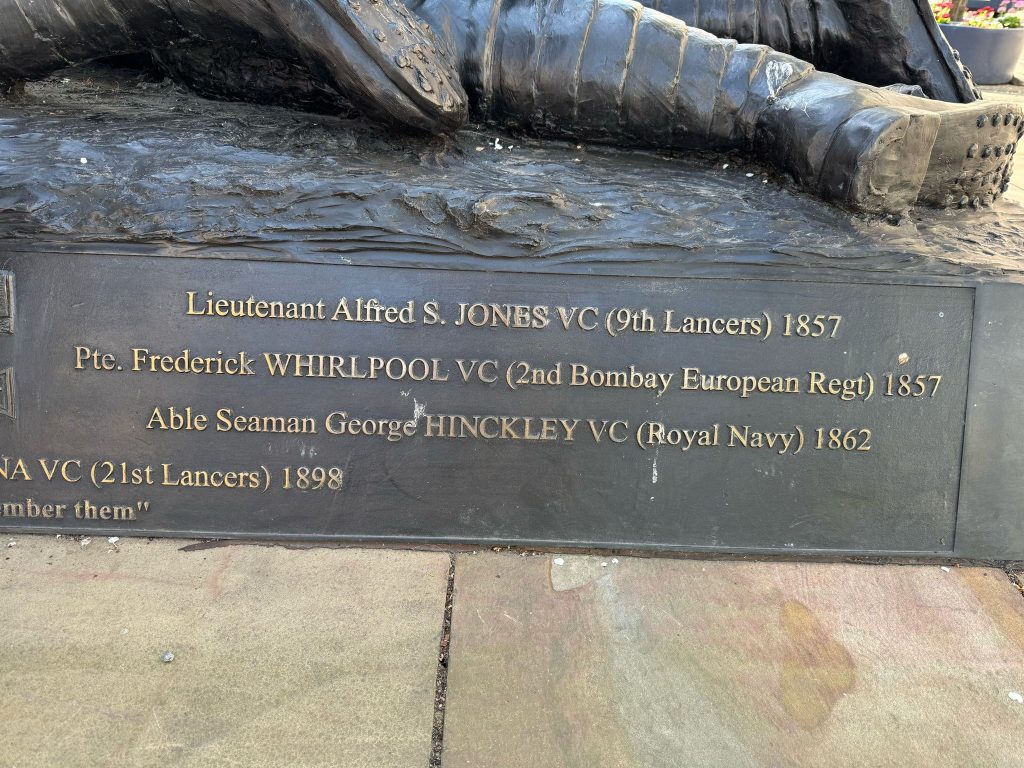 Lieutenant Alfred S. JONES VC (9th Lancers) 1857
Pte. Frederick WHIRLPOOL VC (2nd Bombay European Regt) 1857
Able Seaman George HINCKLEY VC (Royal Navy) 1862
NA VC (21st Lancers) 1898
ember them"